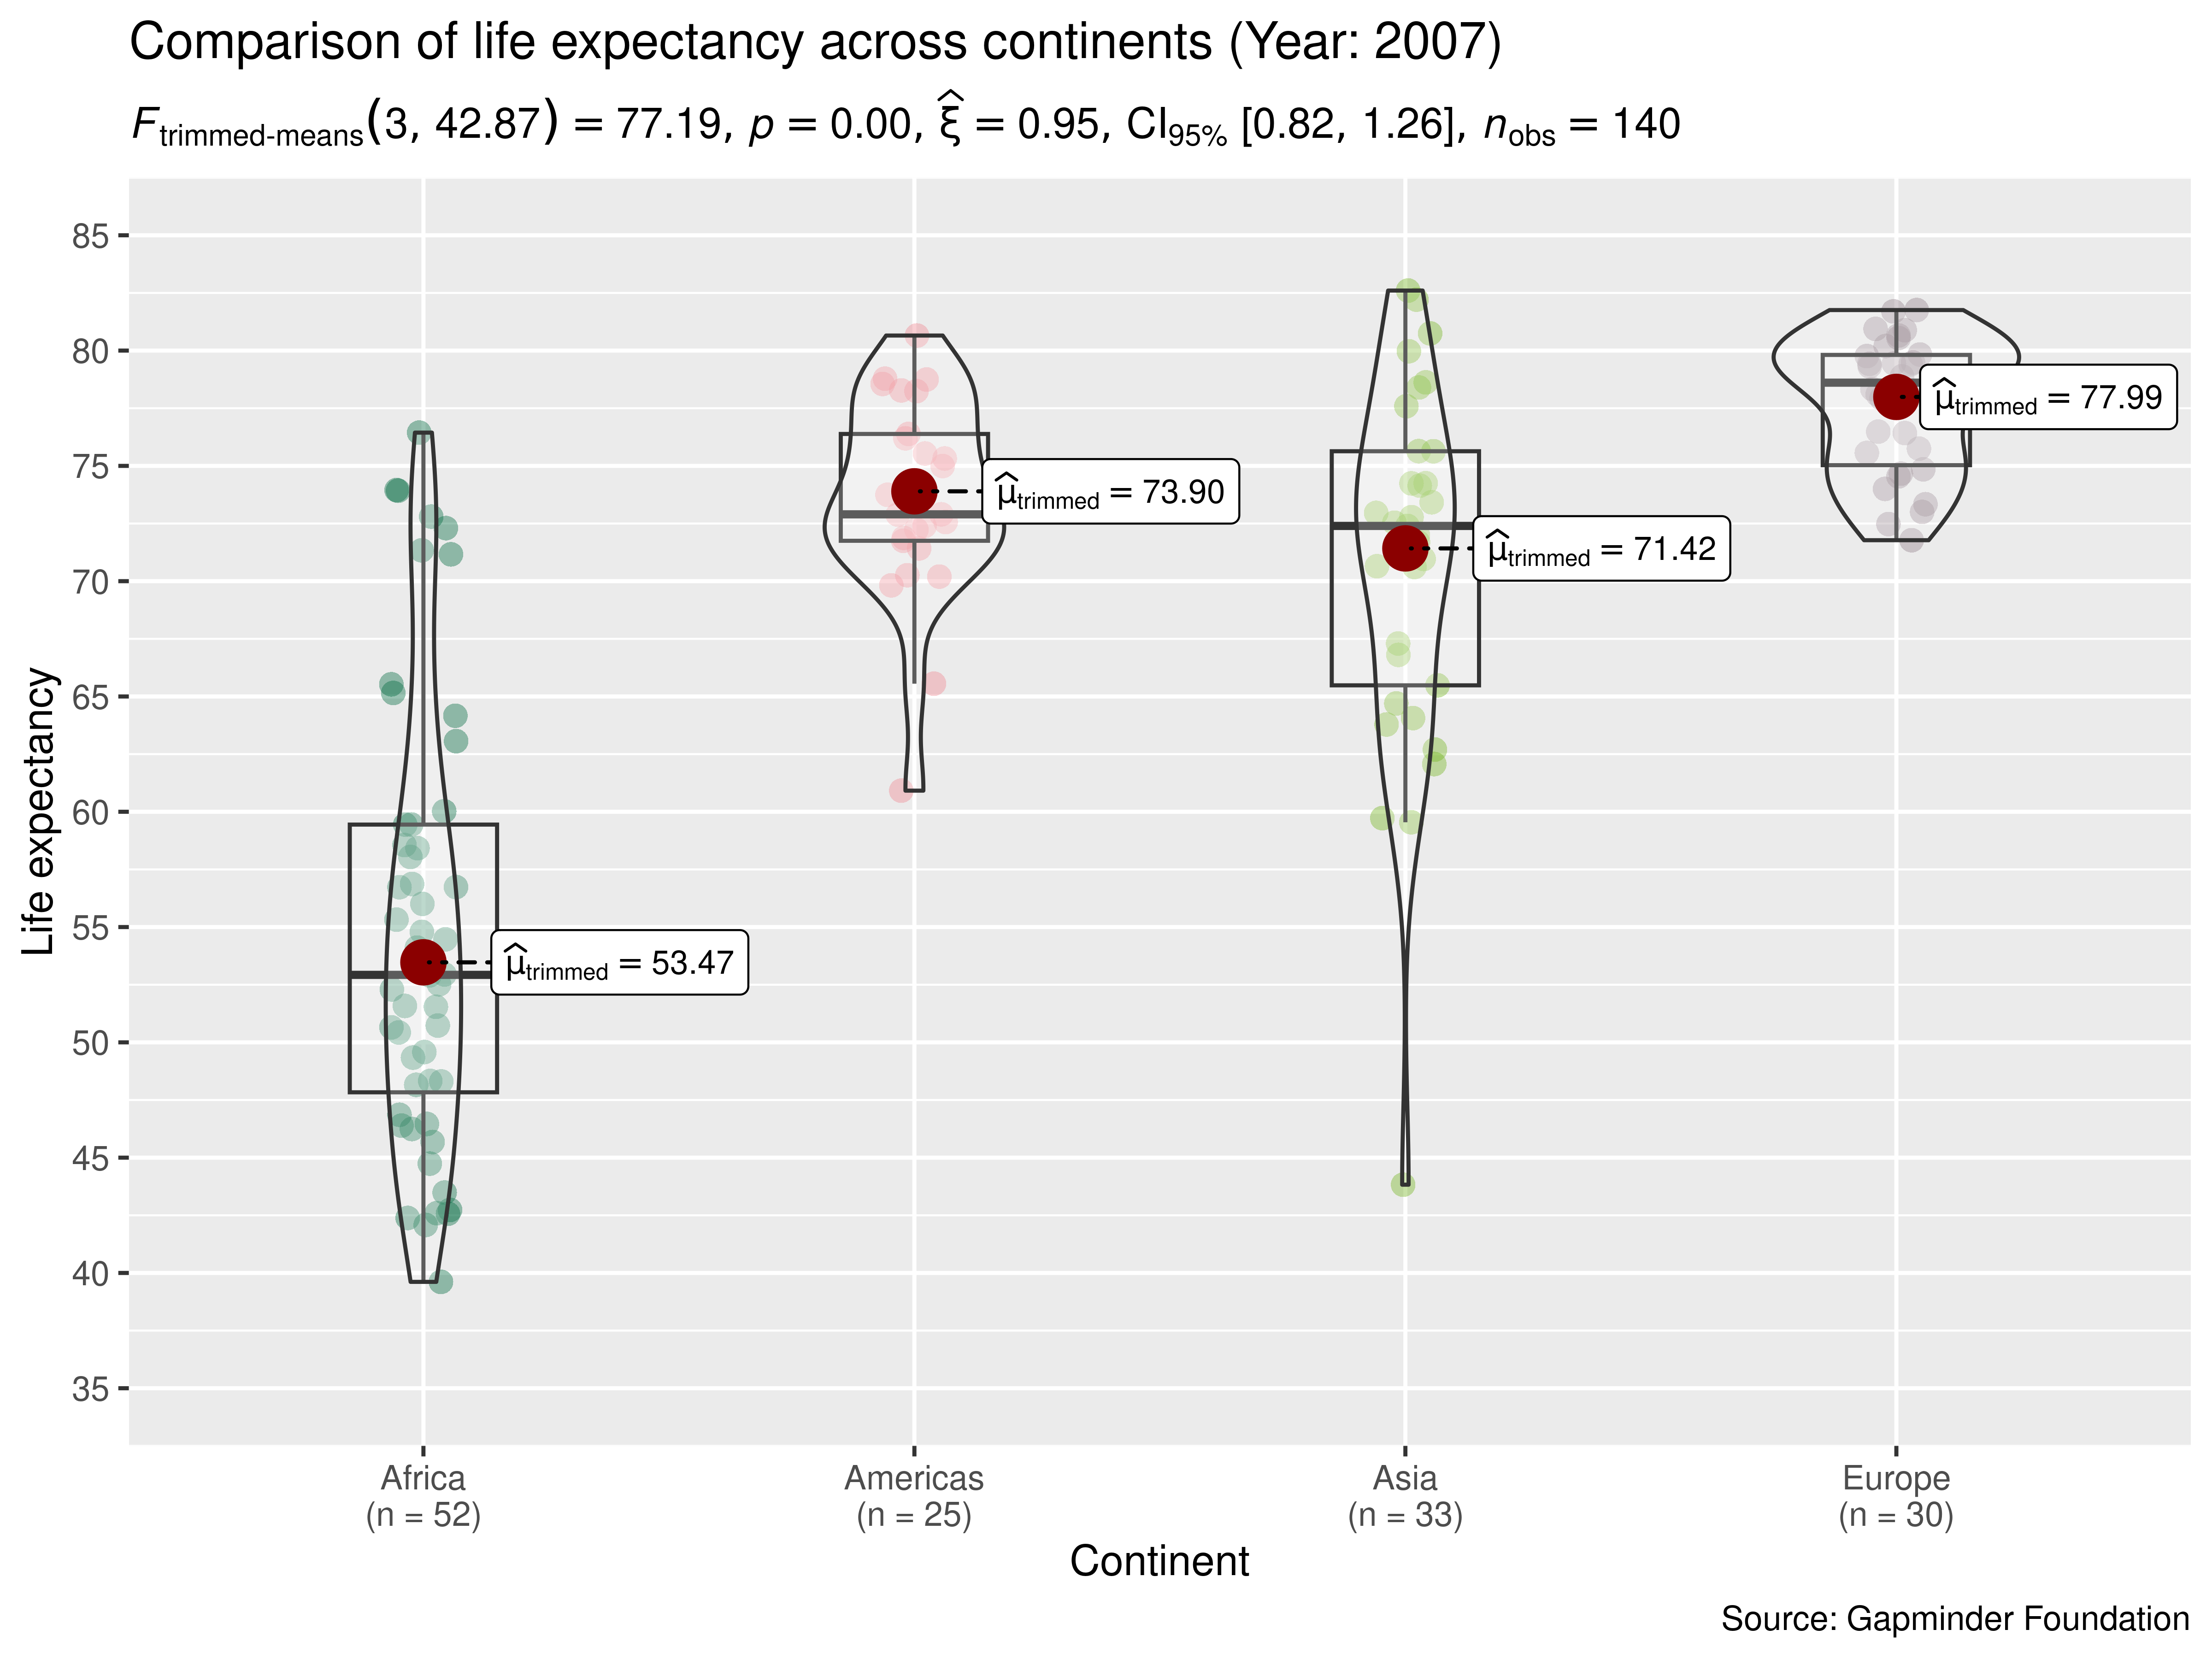 Comparison of life expectancy across continents (Year: 2007)
F trimmed-means(3, 42.87) = 77.19, p = 0.00, ξ̂ = 0.95, CI95% [0.82, 1.26], nobs = 140
Life expectancy
85
80
75
70
65
60
55
50
45
40
35
μ̂trimmed = 53.47
μ̂trimmed = 73.90
μ̂trimmed = 71.42
μ̂trimmed = 77.99
Africa
(n = 52)
Americas
(n = 25)
Asia
(n = 33)
Europe
(n = 30)
Continent
Source: Gapminder Foundation